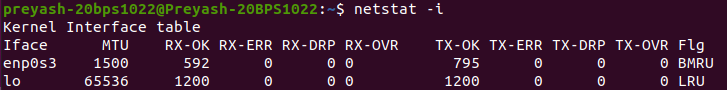 preyash-20bps1022@Preyash-20BPS1022:~$ netstat -i
Kernel Interface table
Iface      MTU    RX-OK RX-ERR RX-DRP RX-OVR    TX-OK TX-ERR TX-DRP TX-OVR Flg
enp0s3    1500      592      0      0 0           795      0      0      0 BMRU
lo       65536     1200      0      0 0          1200      0      0      0 LRU